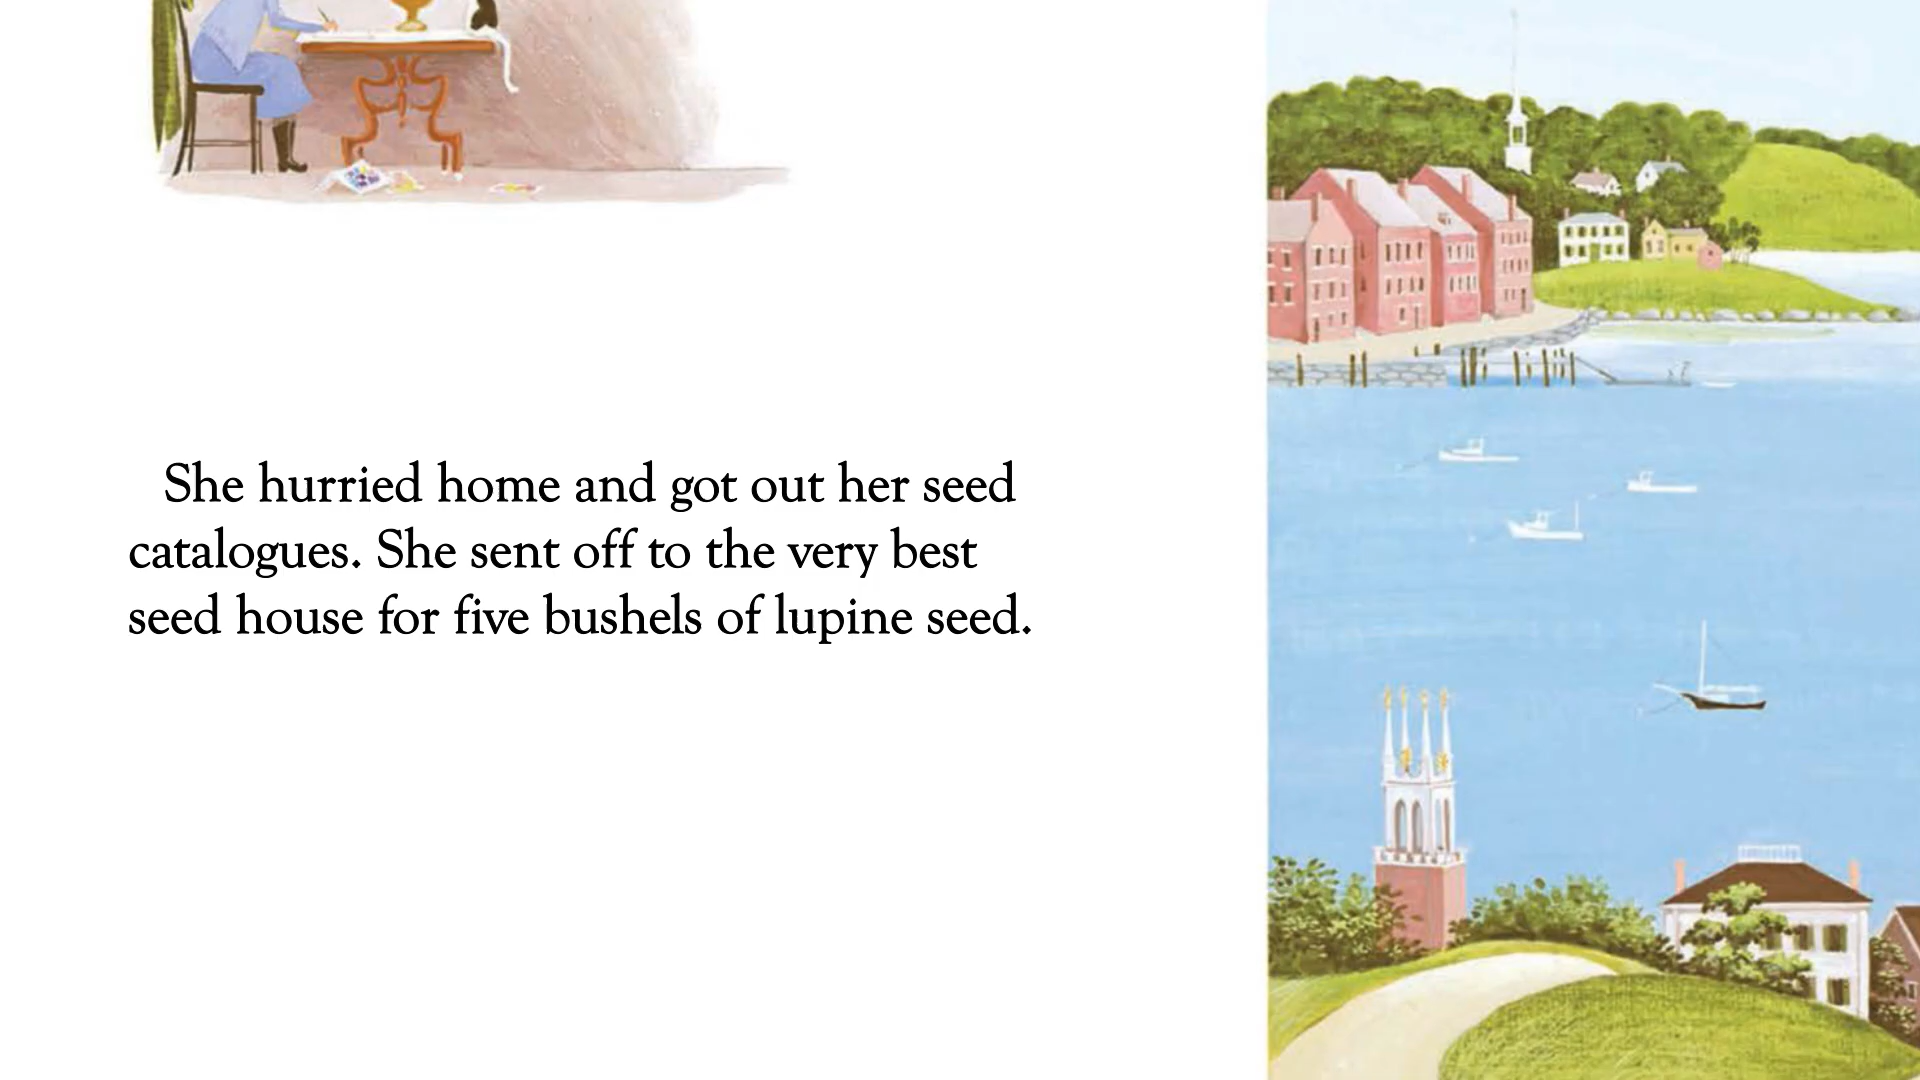 She hurried home and got out her seed
catalogues. She sent off to the very best
seed house for five bushels of lupine seed.